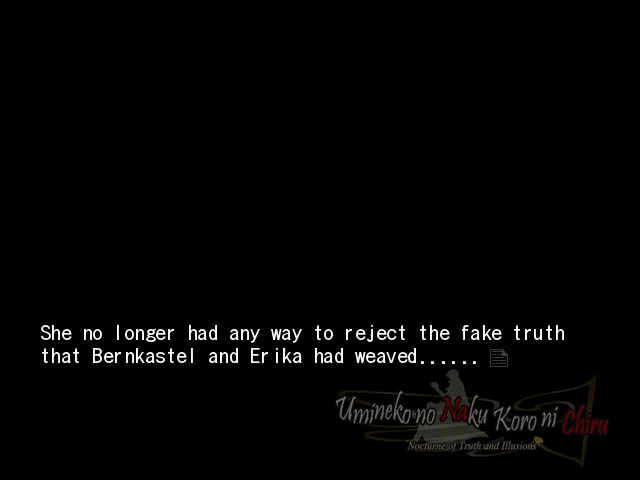 She no longer had any way to reject the fake truth
that Bernkastel and Erika had weaved......
Umineko no Naku Koro ni Chiru
Nocturne of Truth and Illusions